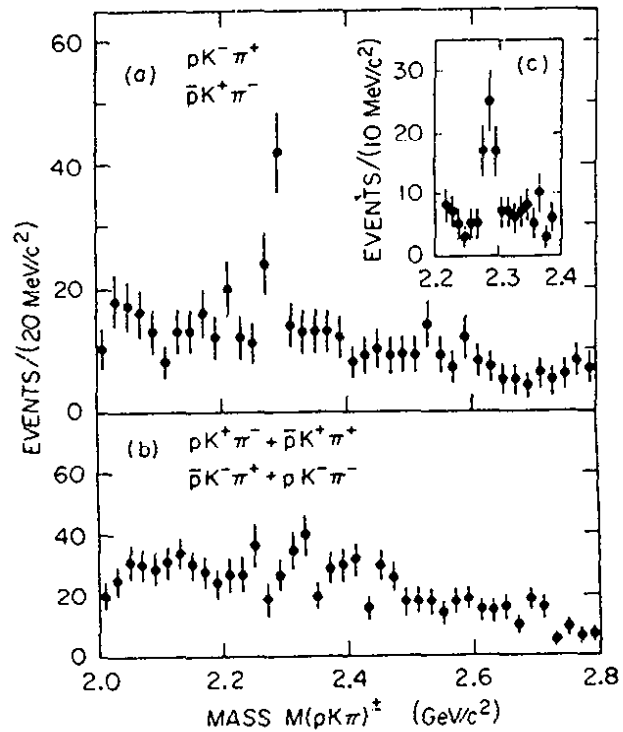 60
40
20
0
EVENTS/(20 MeV/c²)
(a) pK⁻π⁺
p̄K⁺π⁻
(c)
30
20
10
0
EVENTS/(10 MeV/c²)
2.2 2.3 2.4
(b) pK⁺π⁻ + p̄K⁺π⁺
p̄K⁻π⁺ + pK⁻π⁻
60
40
20
0
2.0 2.2 2.4 2.6 2.8
MASS M(pKπ)± (GeV/c²)